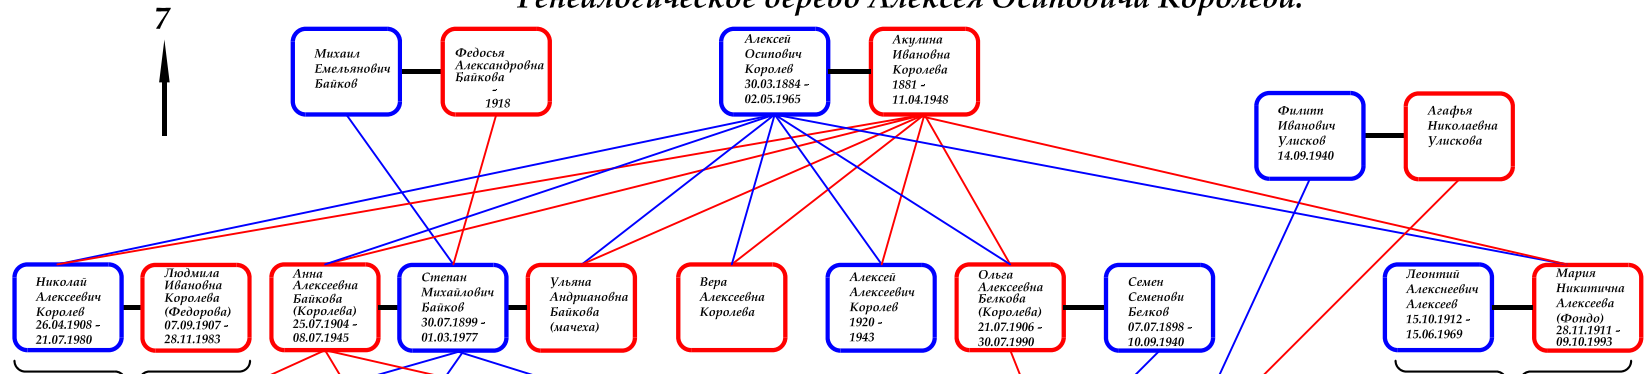 Генеалогическое дерево Алексея Осиповича Королева.
7
Михаил
Емельянович
Байков
Федосья
Александровна
Байкова
-
1918
Алексей
Осипович
Королев
30.03.1884 -
02.05.1965
Акулина
Ивановна
Королева
1881 -
11.04.1948
Филипп
Иванович
Улисков
14.09.1940
Агафья
Николаевна
Улискова
Николай
Алексеевич
Королев
26.04.1908 -
21.07.1980
Людмила
Ивановна
Королева
(Федорова)
07.09.1907 -
28.11.1983
Анна
Алексеевна
Байкова
(Королева)
25.07.1904 -
08.07.1945
Степан
Михайлович
Байков
30.07.1899 -
01.03.1977
Ульяна
Андриановна
Байкова
(мачеха)
Вера
Алексеевна
Королева
Алексей
Алексеевич
Королев
1920 -
1943
Ольга
Алексеевна
Белкова
(Королева)
21.07.1906 -
30.07.1990
Семен
Семенови
Белков
07.07.1898 -
10.09.1940
Леонтий
Алекснеевич
Алексеев
15.10.1912 -
15.06.1969
Мария
Никитична
Алексеева
(Фондо)
28.11.1911 -
09.10.1993